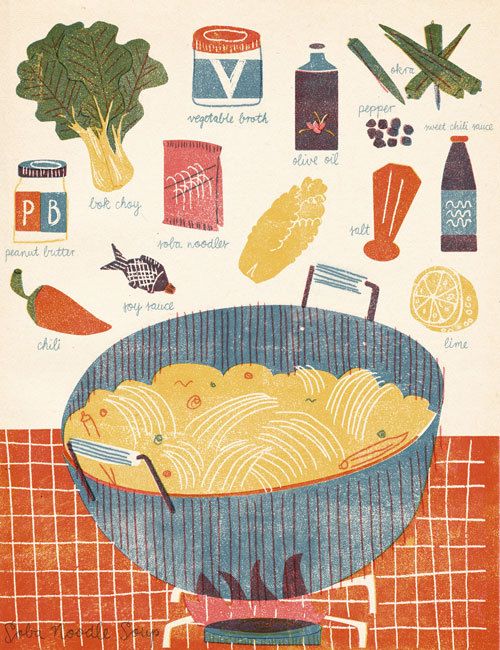 V
vegetable broth
okra
pepper
olive oil
sweet chili sauce
bok choy
soba noodles
P B
peanut butter
salt
soy sauce
chili
lime
Soba Noodle Soup